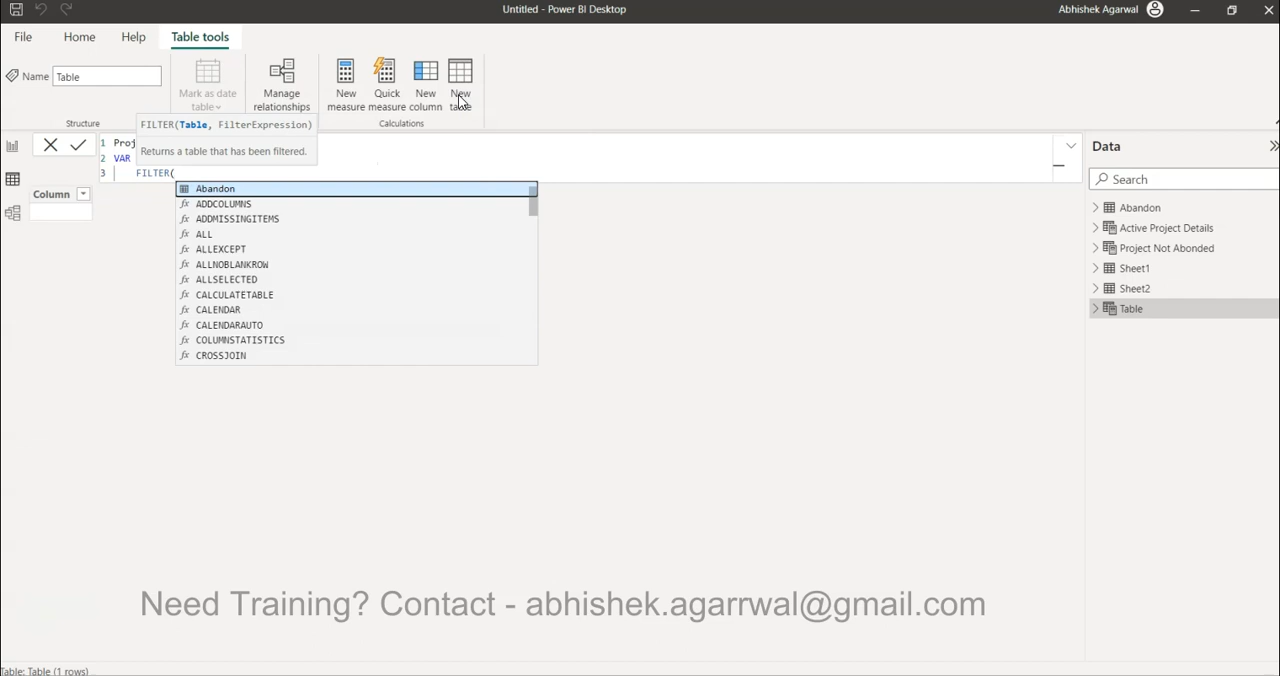 Untitled - Power BI Desktop
Abhishek Agarwal
File
Home
Help
Table tools
Name
Table
Mark as date
table
Manage
relationships
New
measure
Quick
measure
New
column
New
table
Structure
Calculations
FILTER(Table, FilterExpression)
Returns a table that has been filtered.
1 Proj
2 VAR
3 FILTER(
Column
Abandon
ADDCOLUMNS
ADDMISSINGITEMS
ALL
ALLEXCEPT
ALLNOBLANKROW
ALLSELECTED
CALCULATETABLE
CALENDAR
CALENDARAUTO
COLUMNSTATISTICS
CROSSJOIN
Data
Search
Abandon
Active Project Details
Project Not Abonded
Sheet1
Sheet2
Table
Need Training? Contact - abhishek.agarrwal@gmail.com
Table: Table (1 rows)